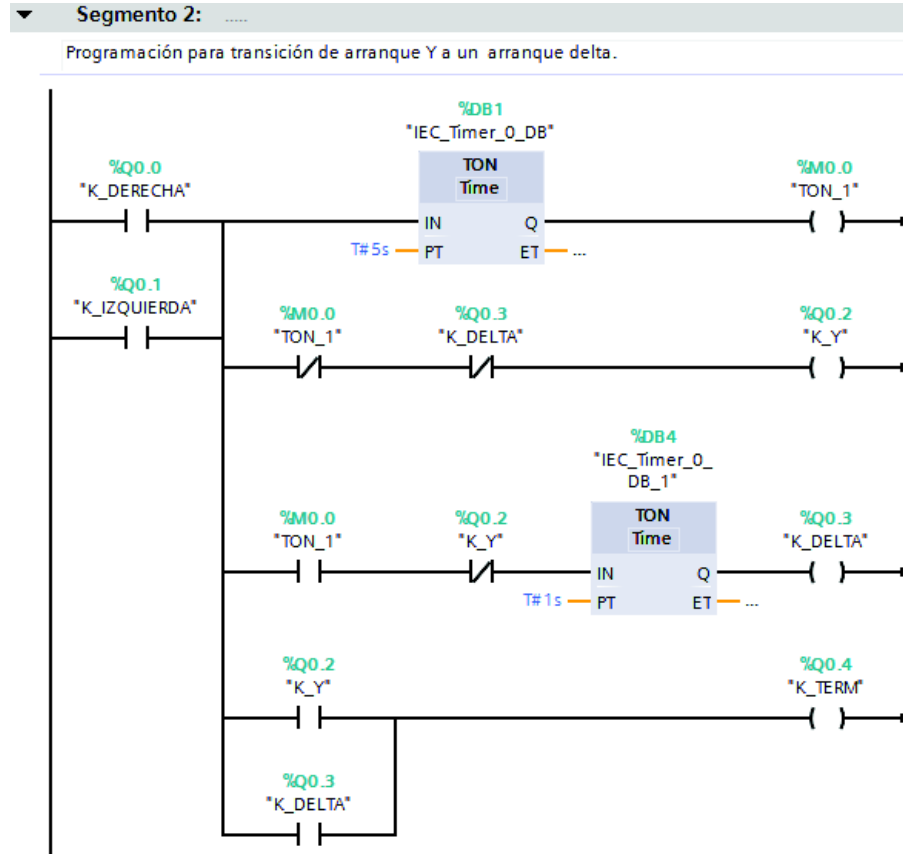 Segmento 2: .....
Programación para transición de arranque Y a un arranque delta.
%DB1
"IEC_Timer_0_DB"
%Q0.0
"K_DERECHA"
TON
Time
%M0.0
"TON_1"
IN
Q
T#5s
PT
ET
...
%Q0.1
"K_IZQUIERDA"
%M0.0
"TON_1"
%Q0.3
"K_DELTA"
%Q0.2
"K_Y"
%DB4
"IEC_Timer_0_
DB_1"
%M0.0
"TON_1"
%Q0.2
"K_Y"
TON
Time
%Q0.3
"K_DELTA"
IN
Q
T#1s
PT
ET
...
%Q0.2
"K_Y"
%Q0.4
"K_TERM"
%Q0.3
"K_DELTA"